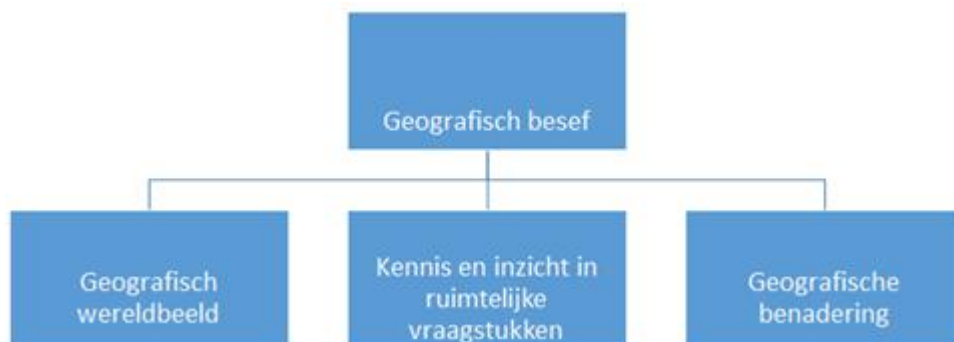 Geografisch besef
Geografisch
wereldbeeld
Kennis en inzicht in
ruimtelijke
vraagstukken
Geografische
benadering